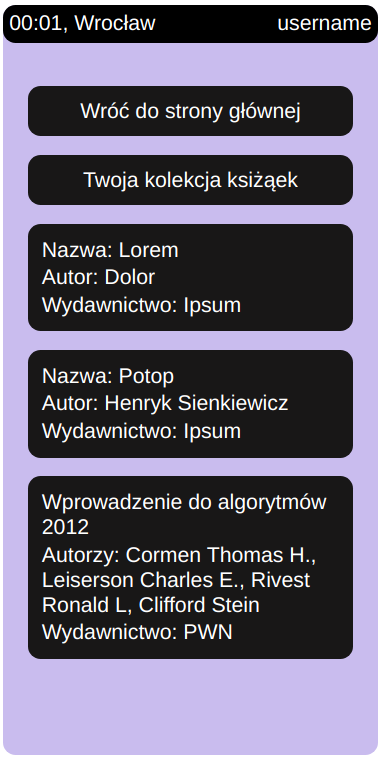 00:01, Wrocław username
Wróć do strony głównej
Twoja kolekcja ksiżąek
Nazwa: Lorem
Autor: Dolor
Wydawnictwo: Ipsum
Nazwa: Potop
Autor: Henryk Sienkiewicz
Wydawnictwo: Ipsum
Wprowadzenie do algorytmów
2012
Autorzy: Cormen Thomas H.,
Leiserson Charles E., Rivest
Ronald L, Clifford Stein
Wydawnictwo: PWN